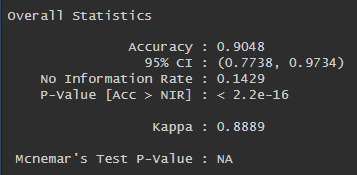 Overall Statistics
Accuracy : 0.9048
95% CI : (0.7738, 0.9734)
No Information Rate : 0.1429
P-Value [Acc > NIR] : < 2.2e-16
Kappa : 0.8889
Mcnemar's Test P-Value : NA